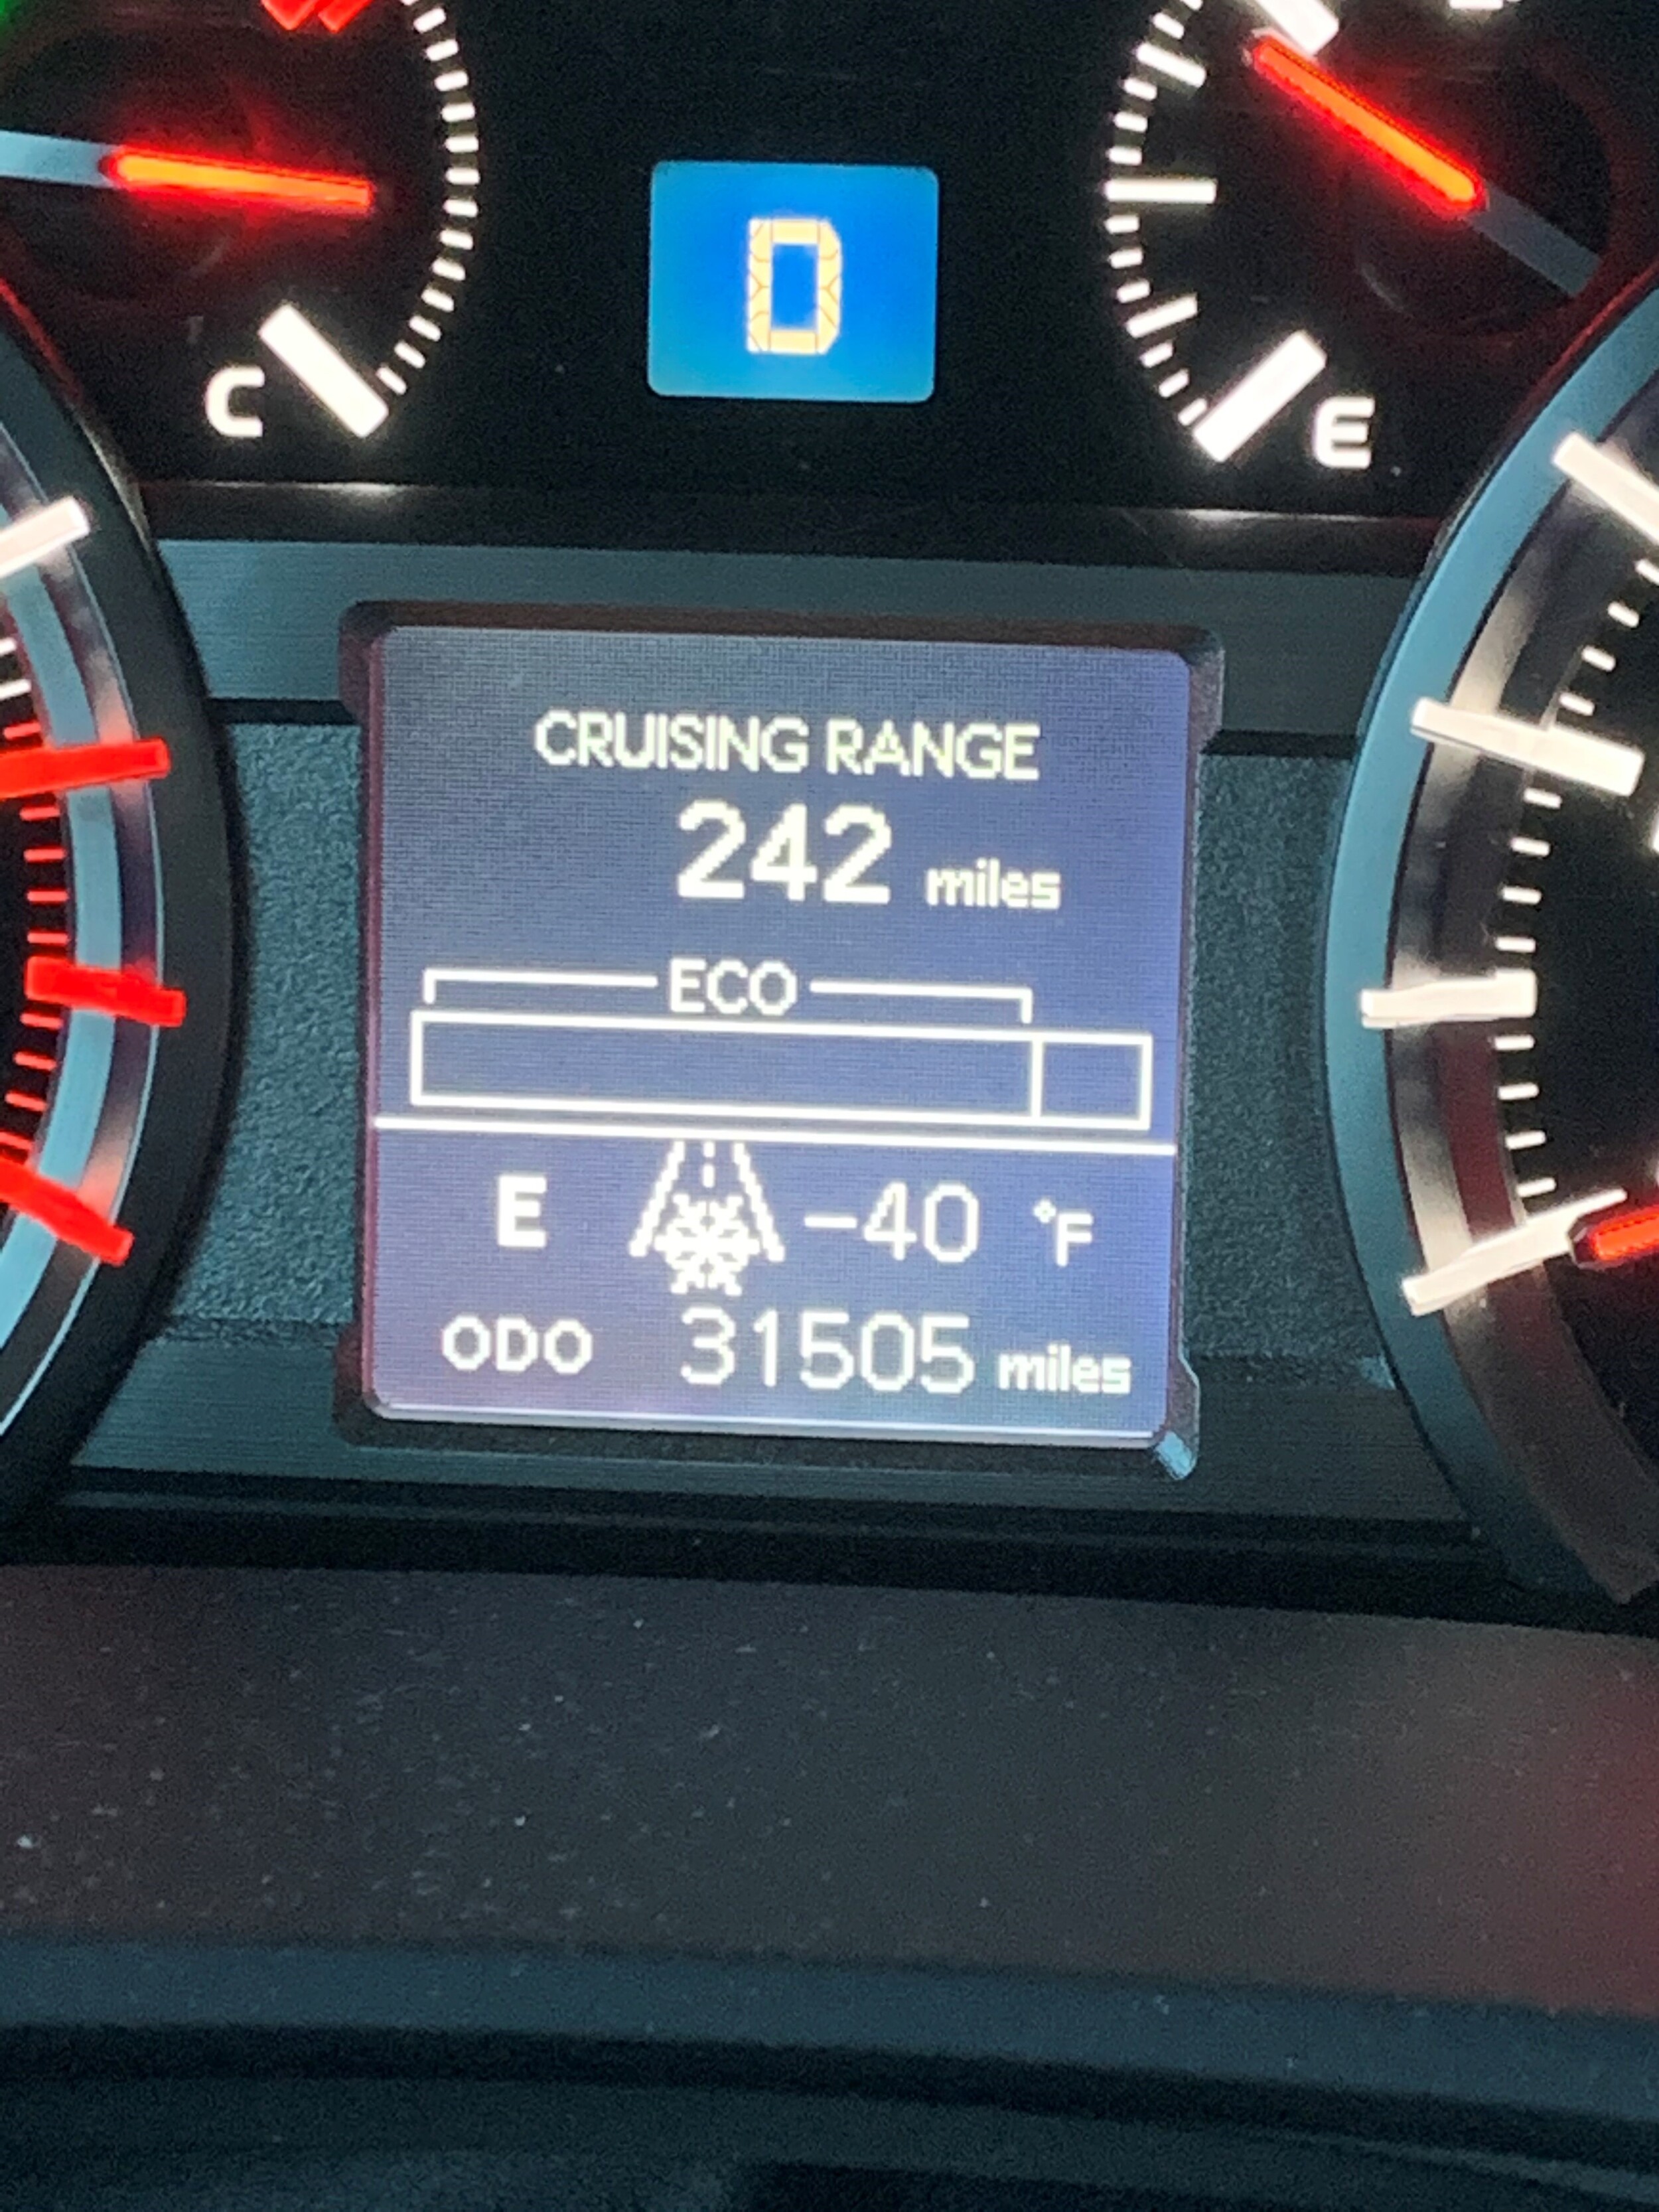 D
C
E
CRUISING RANGE
242 miles
ECO
E -40 °F
ODO 31505 miles